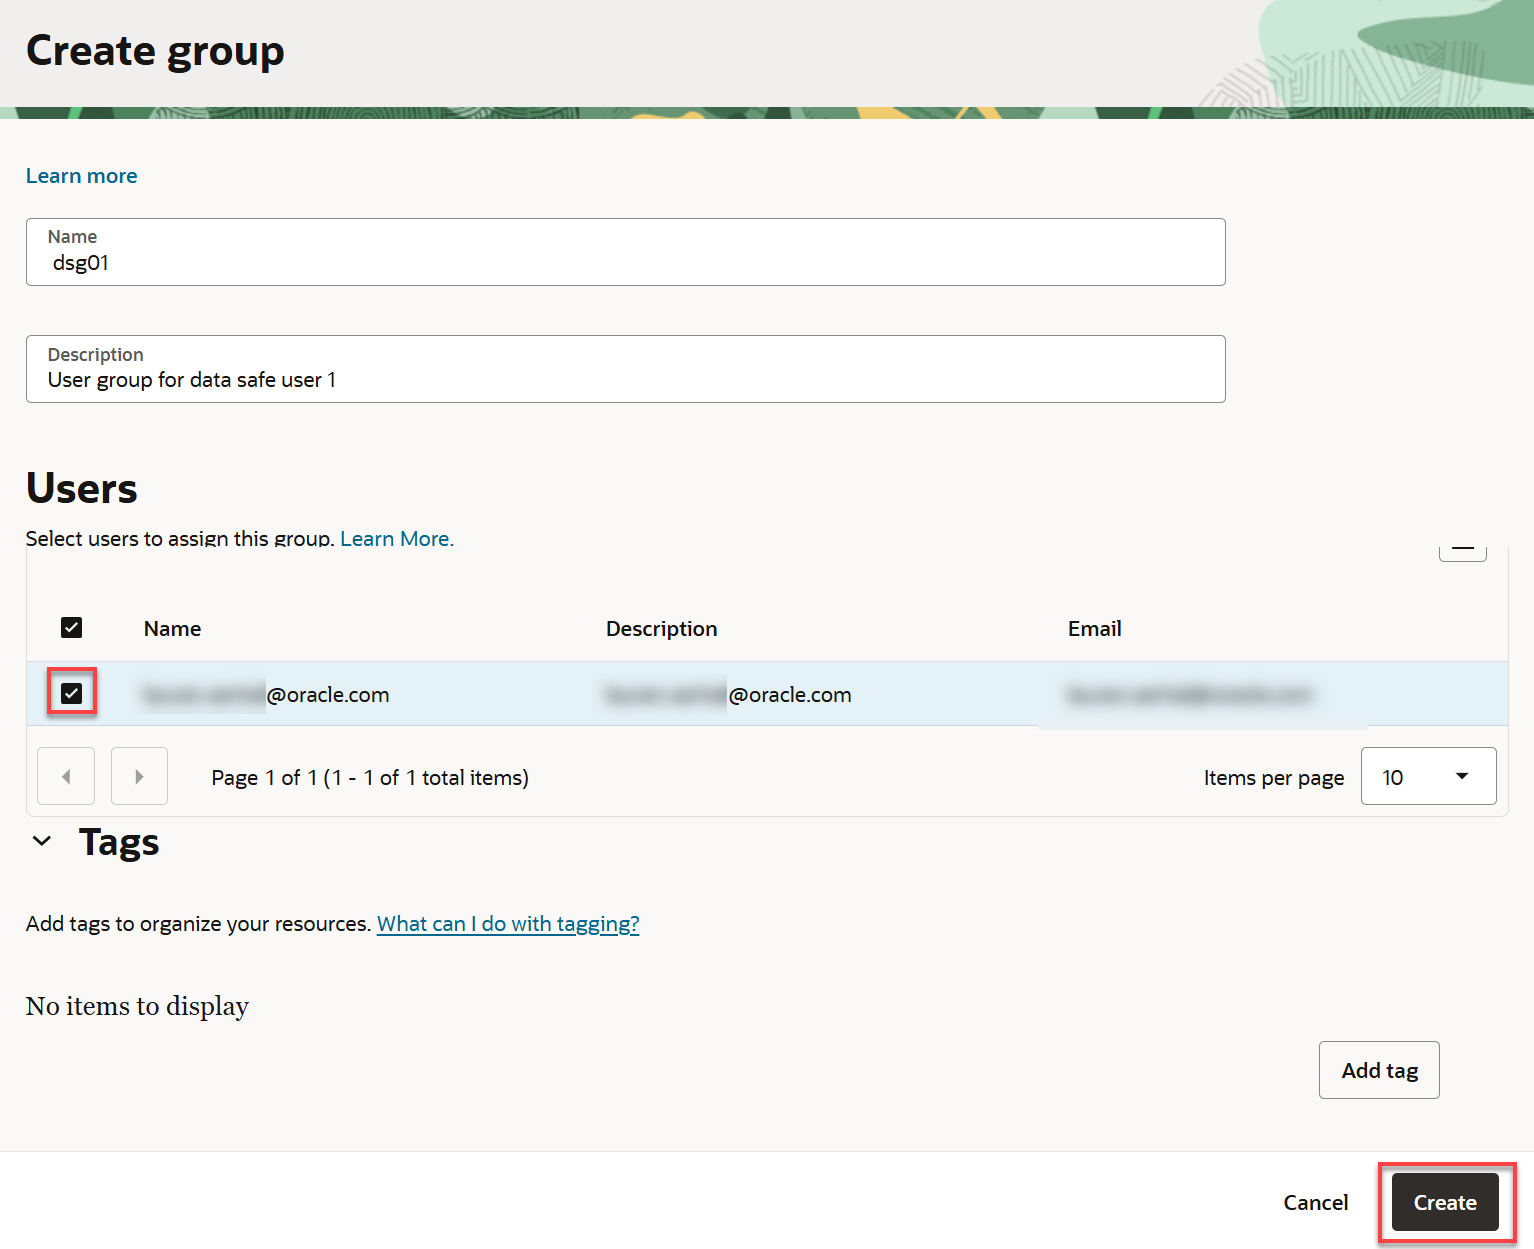 Create group
Learn more
Name
dsg01
Description
User group for data safe user 1
Users
Select users to assign this group. Learn More.
Name Description Email
@oracle.com @oracle.com
Page 1 of 1 (1 - 1 of 1 total items) Items per page 10
Tags
Add tags to organize your resources. What can I do with tagging?
No items to display
Add tag
Cancel Create